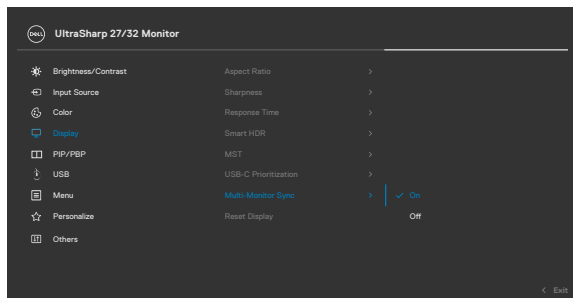 DELL UltraSharp 27/32 Monitor
Brightness/Contrast Aspect Ratio >
Input Source Sharpness >
Color Response Time >
Display Smart HDR >
PIP/PBP MST >
USB USB-C Prioritization >
Menu Multi-Monitor Sync > ✓ On
Personalize Reset Display Off
Others
< Exit